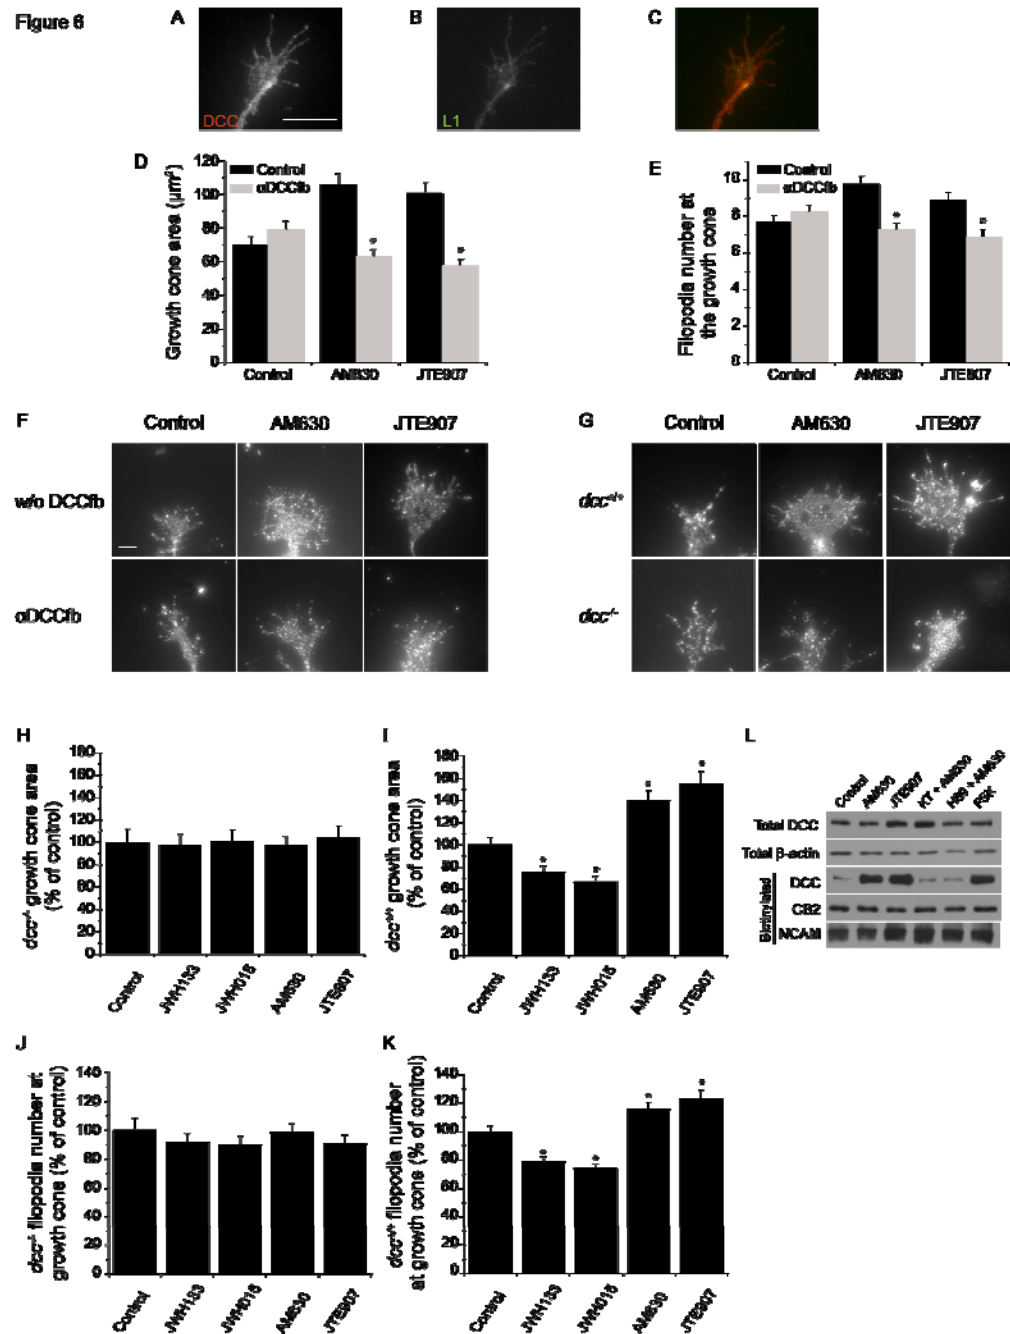 Figure 6
A
B
C
DCC
L1
D
Growth cone area (µm²)
120
100
80
60
40
20
0
Control
αDCCfb
Control
AM630
JTE907
E
Filopodia number at
the growth cone
10
8
6
4
2
0
Control
αDCCfb
Control
AM630
JTE907
F
Control
AM630
JTE907
w/o DCCfb
αDCCfb
G
Control
AM630
JTE907
dcc+/+
dcc-/-
H
dcc-/- growth cone area
(% of control)
180
160
140
120
100
80
60
40
20
0
Control
JWH133
JWH015
AM630
JTE907
I
dcc+/+ growth cone area
(% of control)
180
160
140
120
100
80
60
40
20
0
Control
JWH133
JWH015
AM630
JTE907
L
Control
AM630
JTE907
KT + AM630
H89 + AM630
FSK
Total DCC
Total β-actin
Biotinylated
DCC
CB2
NCAM
J
dcc-/- filopodia number at
growth cone (% of control)
140
120
100
80
60
40
20
0
Control
JWH133
JWH015
AM630
JTE907
K
dcc+/+ filopodia number
at growth cone (% of control)
140
120
100
80
60
40
20
0
Control
JWH133
JWH015
AM630
JTE907